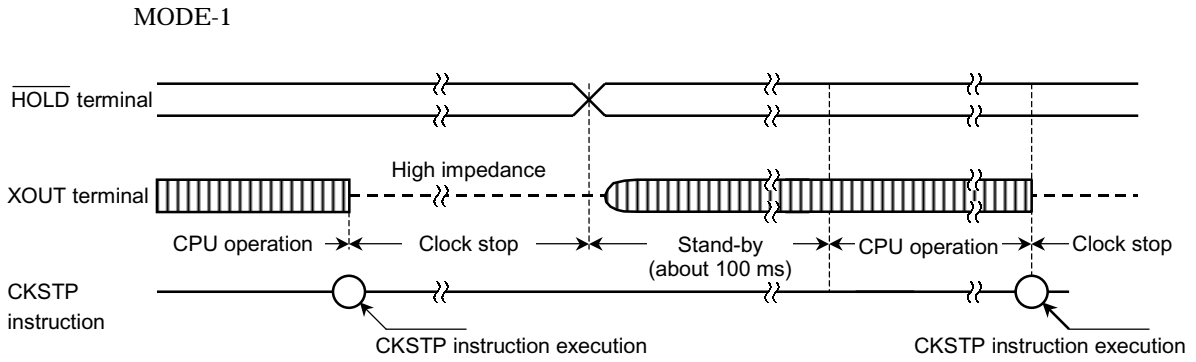 MODE-1
HOLD terminal
High impedance
XOUT terminal
CPU operation
Clock stop
Stand-by
(about 100 ms)
CPU operation
Clock stop
CKSTP
instruction
CKSTP instruction execution
CKSTP instruction execution